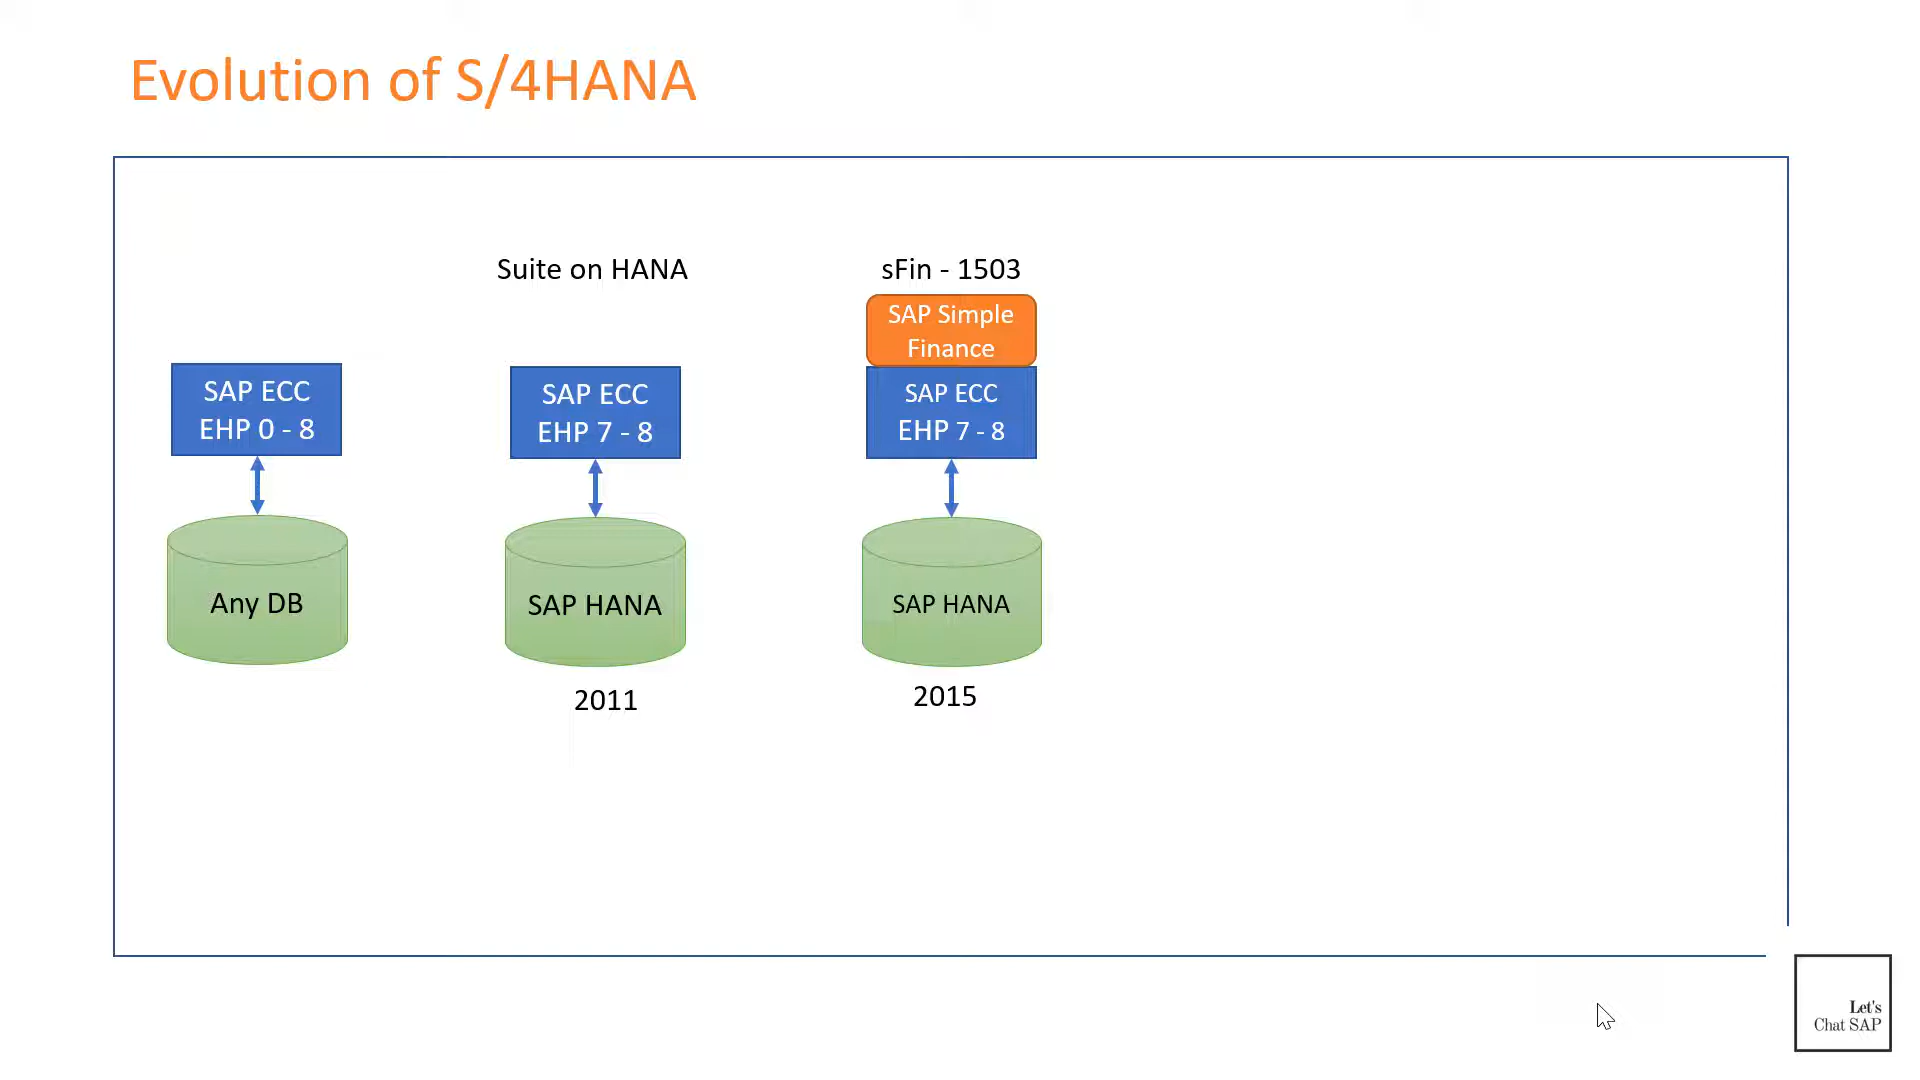 Evolution of S/4HANA
Suite on HANA
sFin - 1503
SAP Simple
Finance
SAP ECC
EHP 0 - 8
SAP ECC
EHP 7 - 8
SAP ECC
EHP 7 - 8
Any DB
SAP HANA
SAP HANA
2011
2015
Let's
Chat SAP